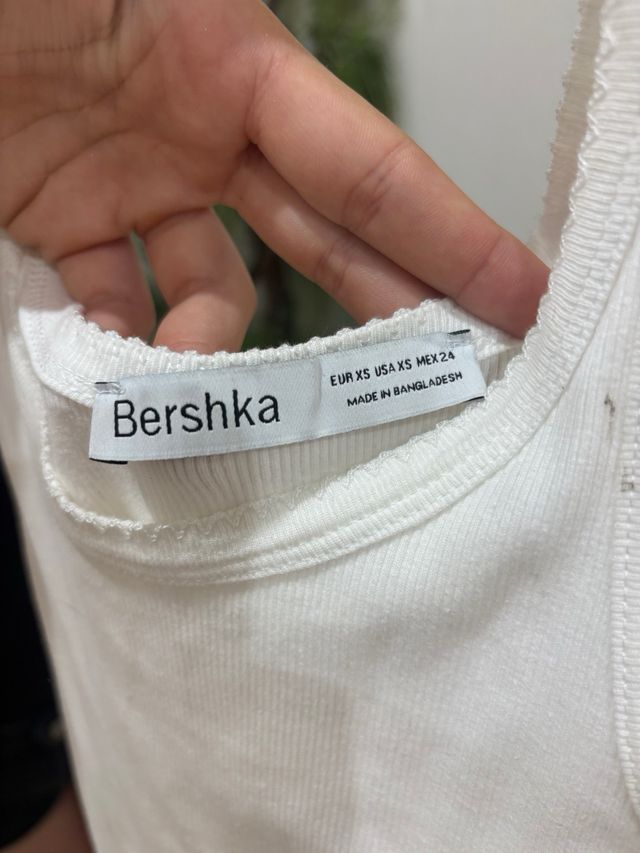 Bershka
EUR XS USA XS MEX 24
MADE IN BANGLADESH